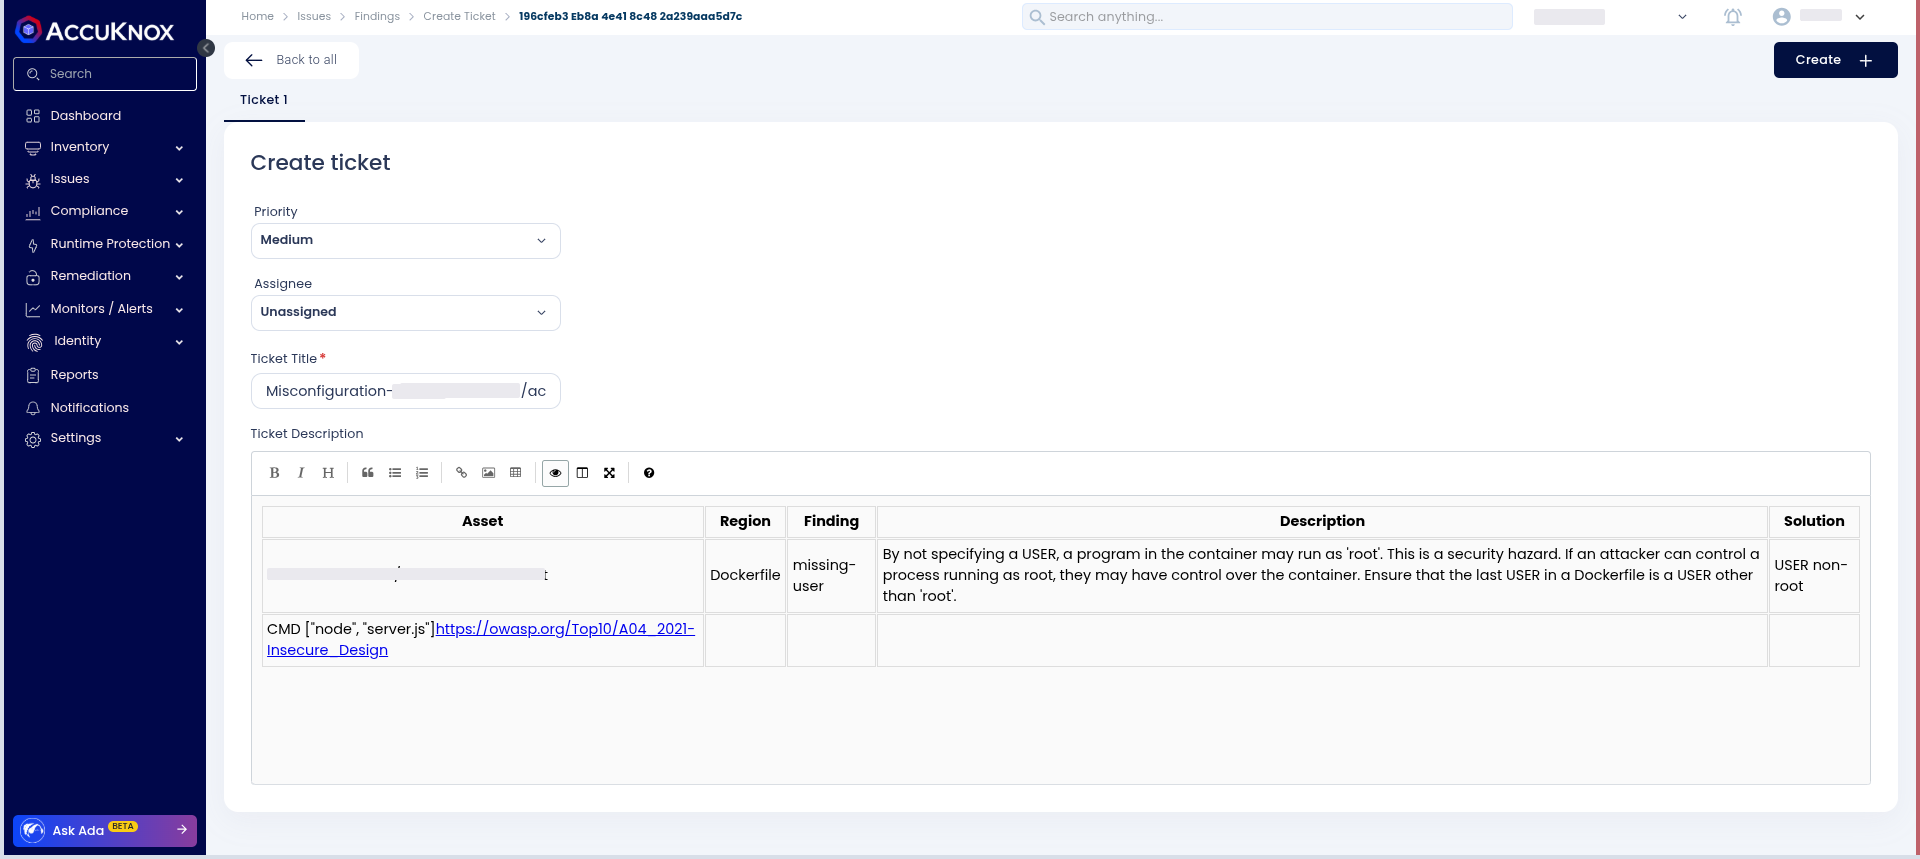 Home > Issues > Findings > Create Ticket > 196cfeb3 Eb8a 4e41 8c48 2a239aaa5d7c
Search anything...
ACCUKNOX
Search
Dashboard
Inventory
Issues
Compliance
Runtime Protection
Remediation
Monitors / Alerts
Identity
Reports
Notifications
Settings
Ask Ada BETA
Back to all
Create +
Ticket 1
Create ticket
Priority
Medium
Assignee
Unassigned
Ticket Title*
Misconfiguration- /ac
Ticket Description
B I H
Asset Region Finding Description Solution
t
Dockerfile
missing-
user
By not specifying a USER, a program in the container may run as 'root'. This is a security hazard. If an attacker can control a
process running as root, they may have control over the container. Ensure that the last USER in a Dockerfile is a USER other
than 'root'.
USER non-
root
CMD ["node", "server.js"]https://owasp.org/Top10/A04_2021-
Insecure_Design